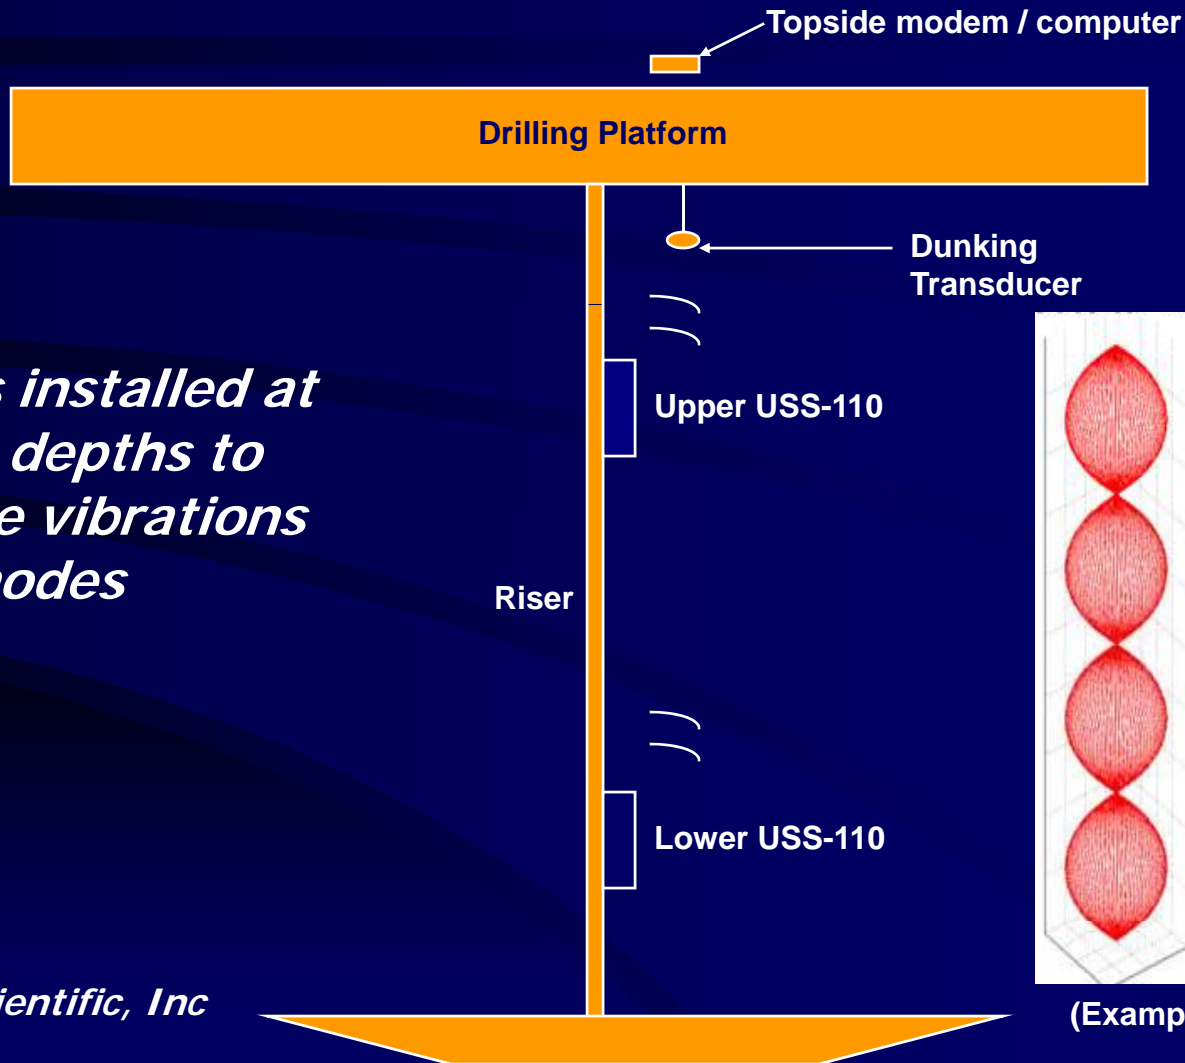 Topside modem / computer
Drilling Platform
Dunking
Transducer
s installed at
depths to
e vibrations
nodes
Upper USS-110
Riser
Lower USS-110
ientific, Inc
(Examp